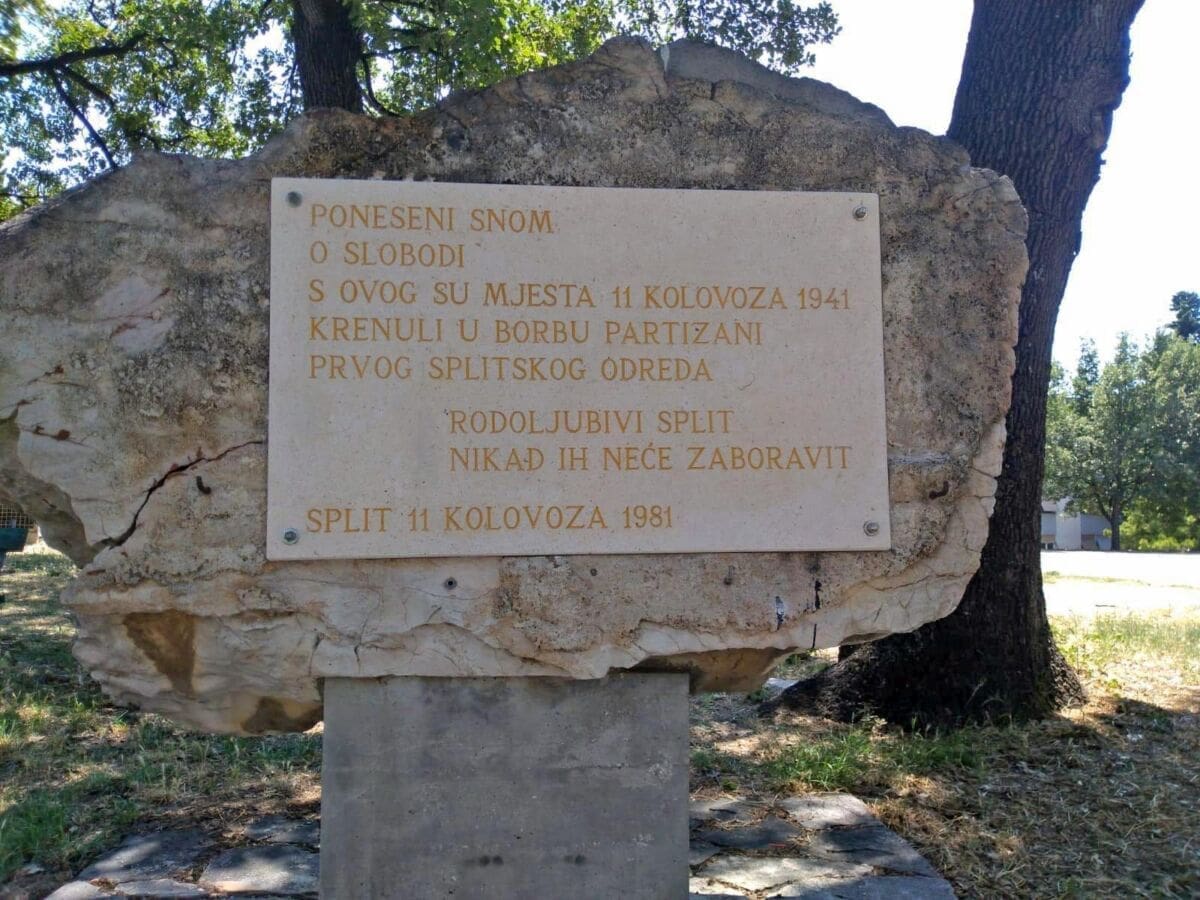 PONESENI SNOM
O SLOBODI
S OVOG SU MJESTA 11 KOLOVOZA 1941
KRENULI U BORBU PARTIZANI
PRVOG SPLITSKOG ODREDA
RODOLJUBIVI SPLIT
NIKAD IH NEĆE ZABORAVIT
SPLIT 11 KOLOVOZA 1981